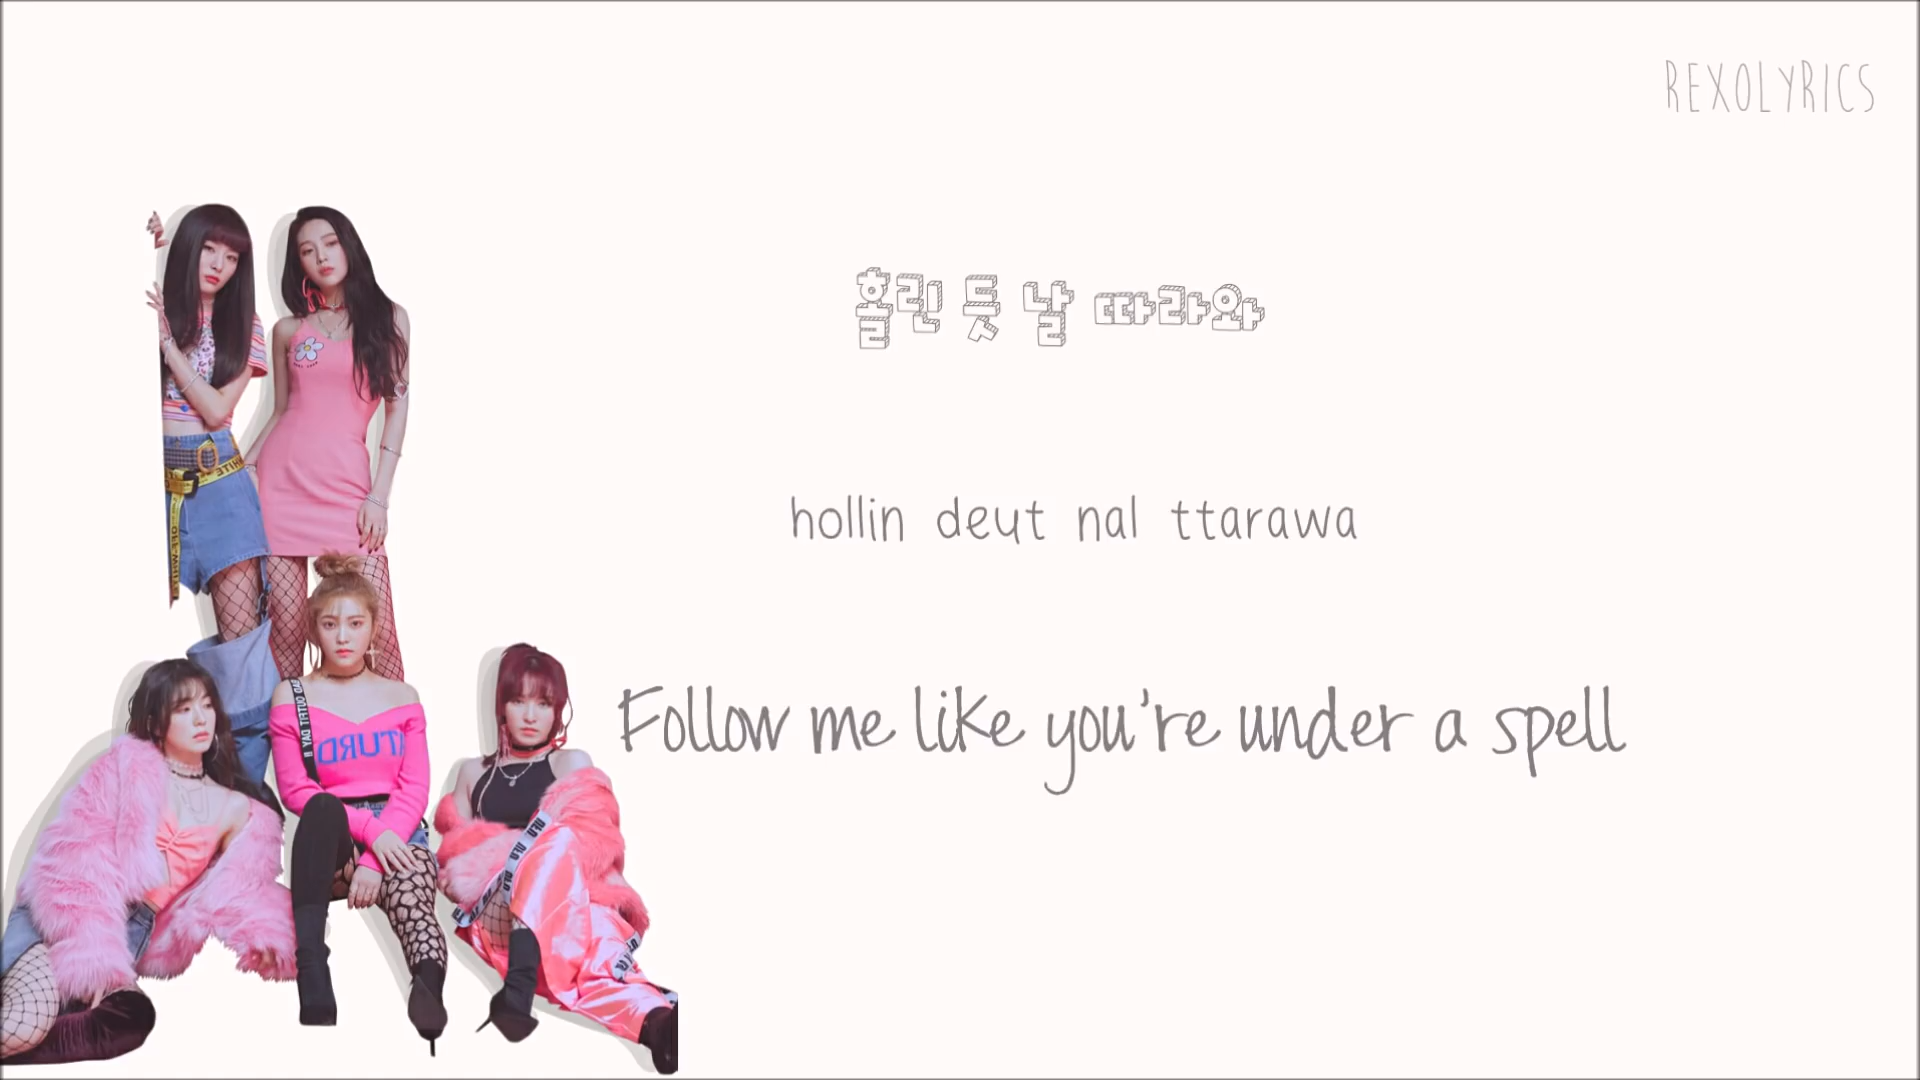 REXOLYRICS
홀린 듯 날 따라와
hollin deut nal ttarawa
Follow me like you're under a spell